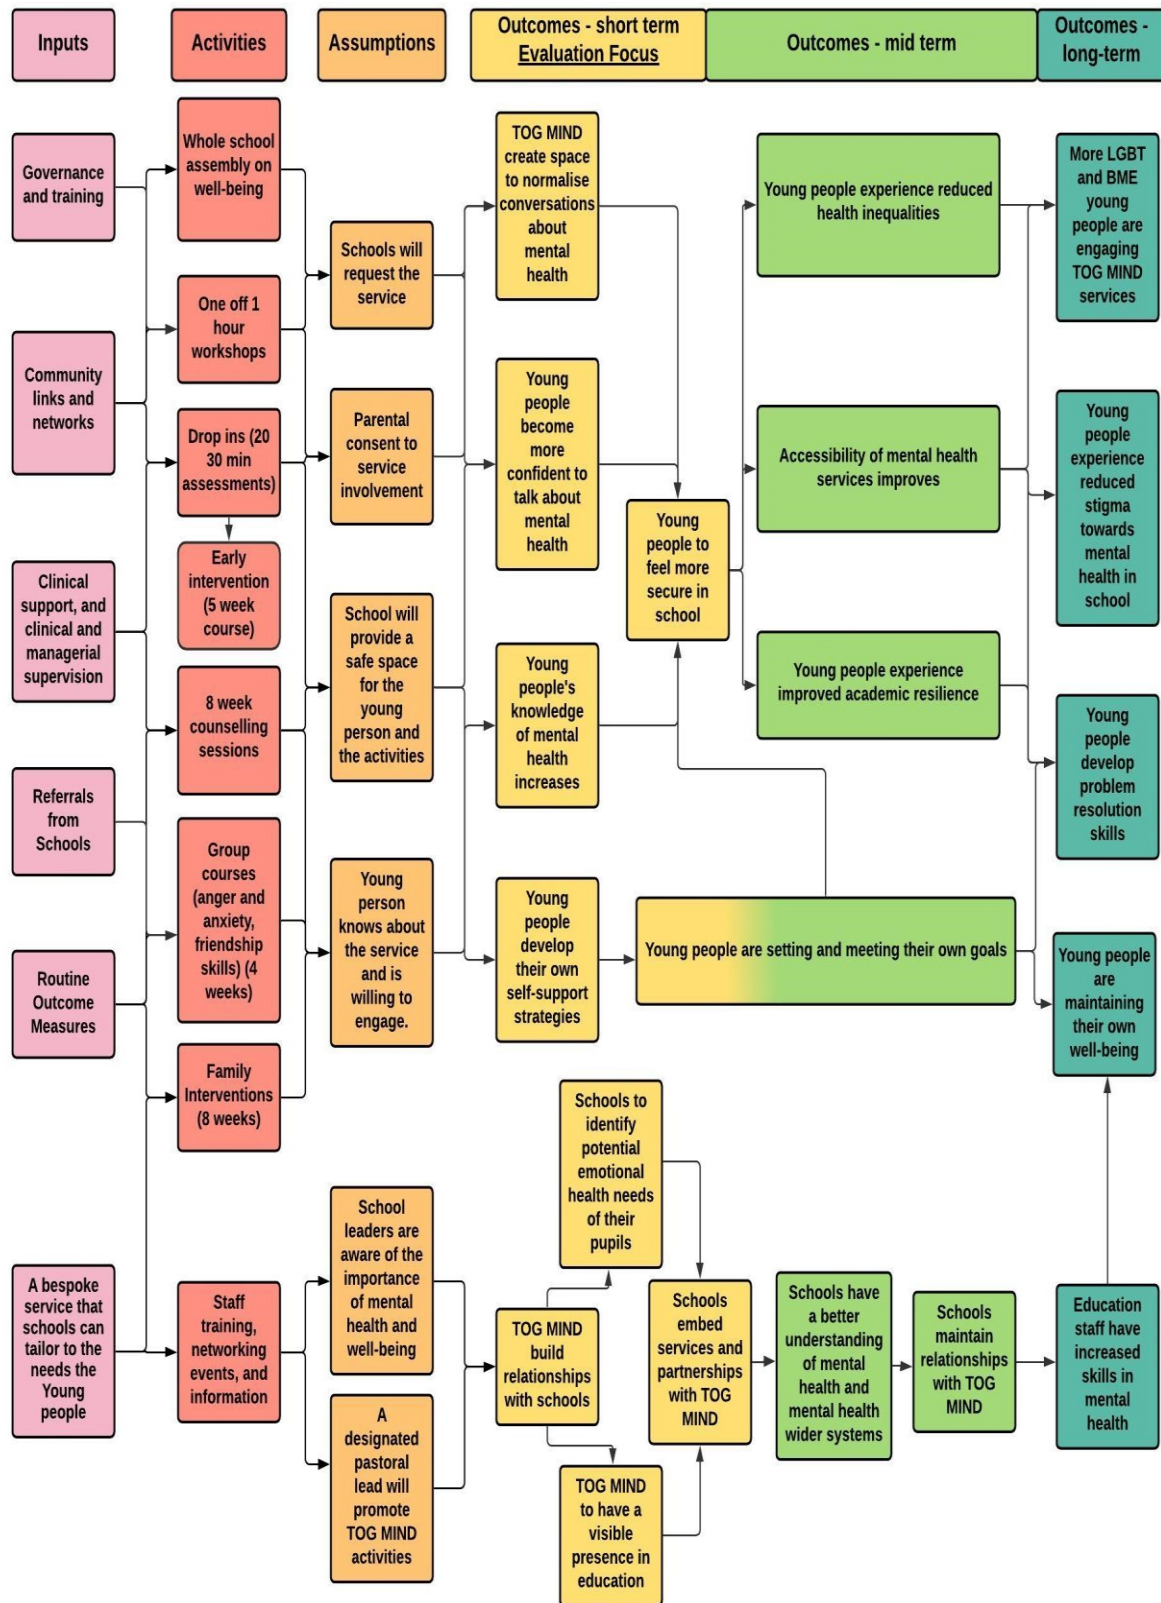 Inputs
Activities
Assumptions
Outcomes - short term
Evaluation Focus
Outcomes - mid term
Outcomes -
long-term
Governance
and training
Community
links and
networks
Clinical
support, and
clinical and
managerial
supervision
Referrals
from
Schools
Routine
Outcome
Measures
A bespoke
service that
schools can
tailor to the
needs the
Young
people
Whole school
assembly on
well-being
One off 1
hour
workshops
Drop ins (20
30 min
assessments)
Early
intervention
(5 week
course)
8 week
counselling
sessions
Group
courses
(anger and
anxiety,
friendship
skills) (4
weeks)
Family
Interventions
(8 weeks)
Staff
training,
networking
events, and
information
Schools will
request the
service
Parental
consent to
service
involvement
School will
provide a
safe space
for the
young
person and
the activities
Young
person
knows about
the service
and is
willing to
engage.
School
leaders are
aware of the
importance
of mental
health and
well-being
A
designated
pastoral
lead will
promote
TOG MIND
activities
TOG MIND
create space
to normalise
conversations
about
mental
health
Young
people
become
more
confident to
talk about
mental
health
Young
people's
knowledge
of mental
health
increases
Young
people
develop
their own
self-support
strategies
Young
people to
feel more
secure in
school
Schools to
identify
potential
emotional
health needs
of their
pupils
TOG MIND
build
relationships
with schools
TOG MIND
to have a
visible
presence in
education
Schools
embed
services and
partnerships
with TOG
MIND
Young people experience reduced
health inequalities
Accessibility of mental health
services improves
Young people experience
improved academic resilience
Young people are setting and meeting their own goals
Schools have
a better
understanding
of mental
health and
mental health
wider systems
Schools
maintain
relationships
with TOG
MIND
More LGBT
and BME
young
people are
engaging
TOG MIND
services
Young
people
experience
reduced
stigma
towards
mental
health in
school
Young
people
develop
problem
resolution
skills
Young people
are
maintaining
their own
well-being
Education
staff have
increased
skills in
mental
health